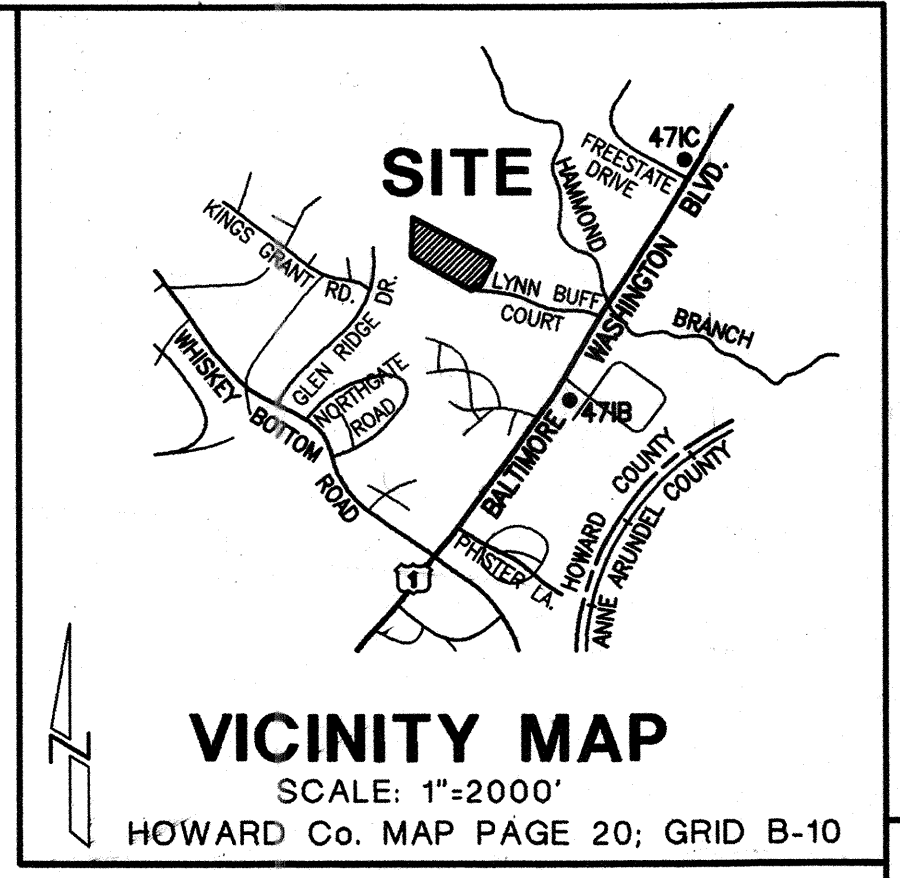 471C
FREESTATE
DRIVE
SITE
HAMMOND
BLVD.
KINGS GRANT RD.
LYNN BUFF
COURT
WASHINGTON
BRANCH
GLEN RIDGE DR.
WHISKEY BOTTOM ROAD
NORTHGATE
ROAD
471B
BALTIMORE
HOWARD COUNTY
ANNE ARUNDEL COUNTY
PHISTER LA.
1
N
VICINITY MAP
SCALE: 1"=2000'
HOWARD Co. MAP PAGE 20; GRID B-10